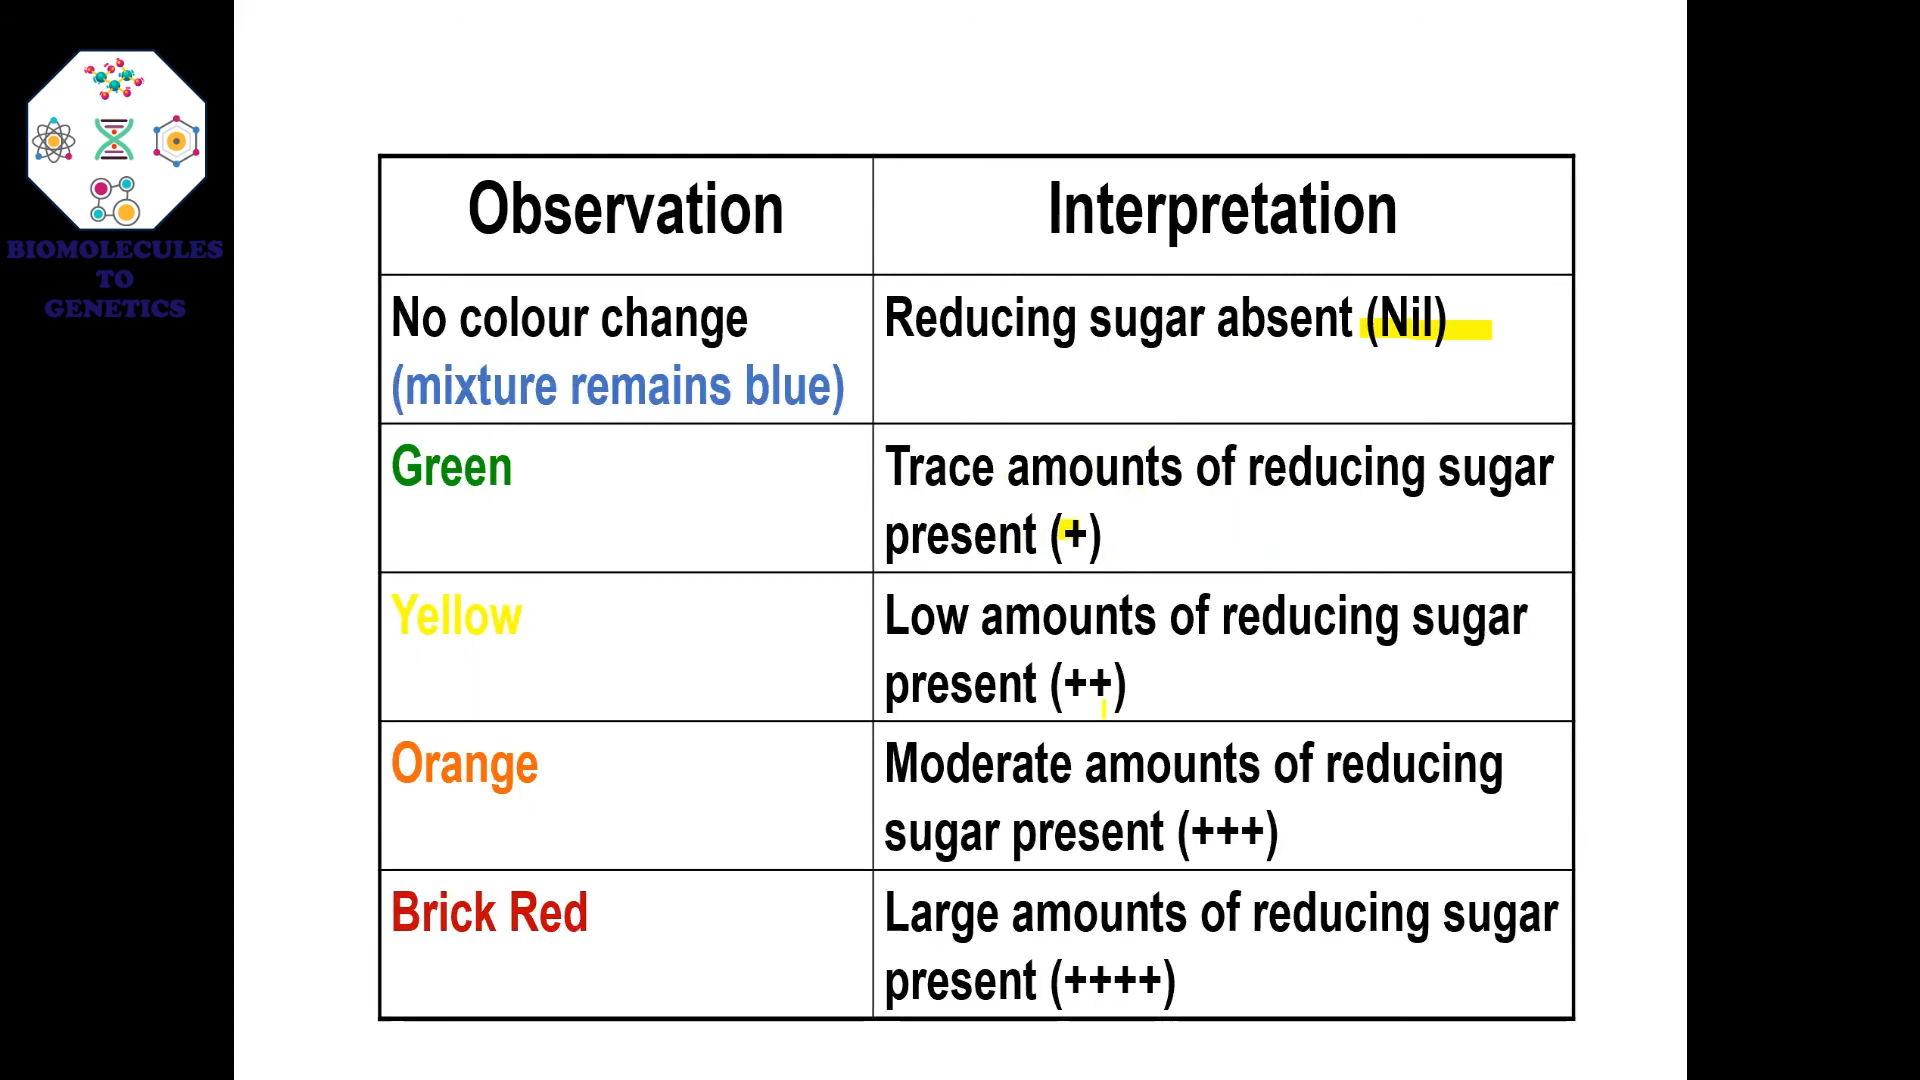 BIOMOLECULES
TO
GENETICS
Observation
Interpretation
No colour change
(mixture remains blue)
Reducing sugar absent (Nil)
Green
Trace amounts of reducing sugar
present (+)
Yellow
Low amounts of reducing sugar
present (++)
Orange
Moderate amounts of reducing
sugar present (+++)
Brick Red
Large amounts of reducing sugar
present (++++)